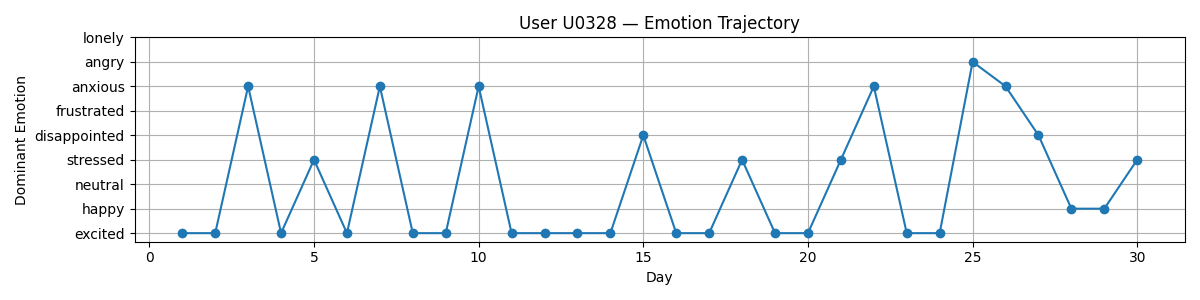 User U0328 — Emotion Trajectory
Dominant Emotion
lonely
angry
anxious
frustrated
disappointed
stressed
neutral
happy
excited
0 5 10 15 20 25 30
Day